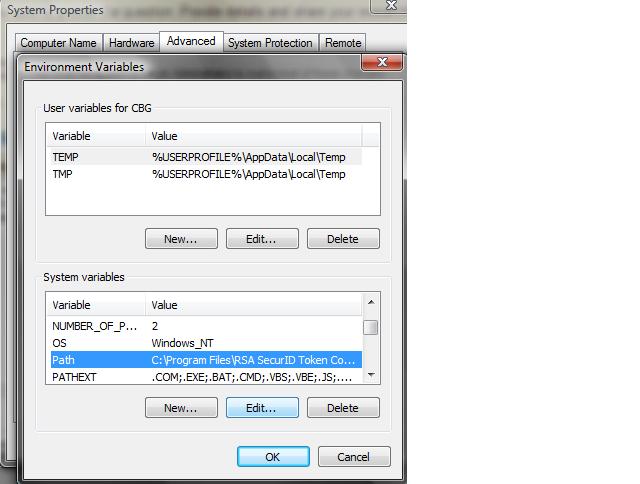 System Properties
Computer Name Hardware Advanced System Protection Remote
Environment Variables
User variables for CBG
Variable Value
TEMP %USERPROFILE%\AppData\Local\Temp
TMP %USERPROFILE%\AppData\Local\Temp
New... Edit... Delete
System variables
Variable Value
NUMBER_OF_P... 2
OS Windows_NT
Path C:\Program Files\RSA SecurID Token Co...
PATHEXT .COM;.EXE;.BAT;.CMD;.VBS;.VBE;.JS;....
New... Edit... Delete
OK Cancel